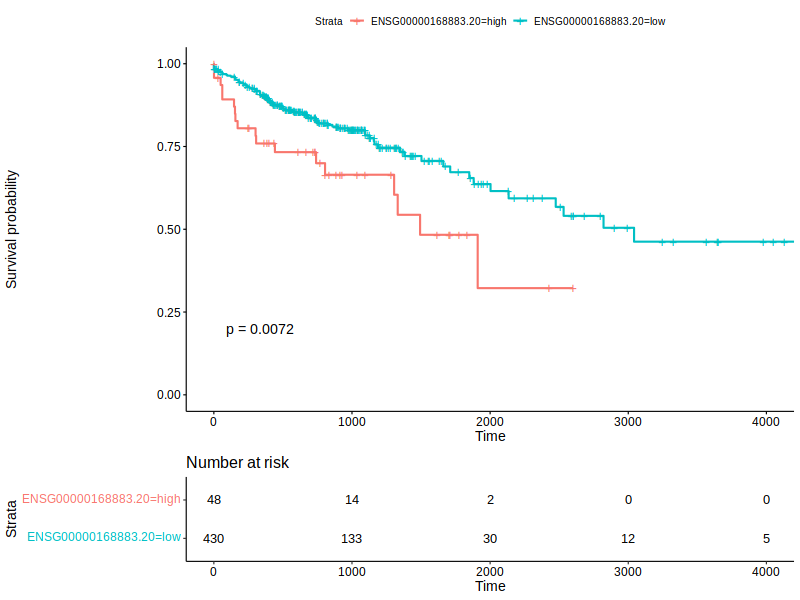 Strata ENSG00000168883.20=high ENSG00000168883.20=low
Survival probability
1.00
0.75
0.50
0.25
0.00
p = 0.0072
0 1000 2000 3000 4000
Time
Number at risk
Strata
ENSG00000168883.20=high 48 14 2 0 0
ENSG00000168883.20=low 430 133 30 12 5
0 1000 2000 3000 4000
Time